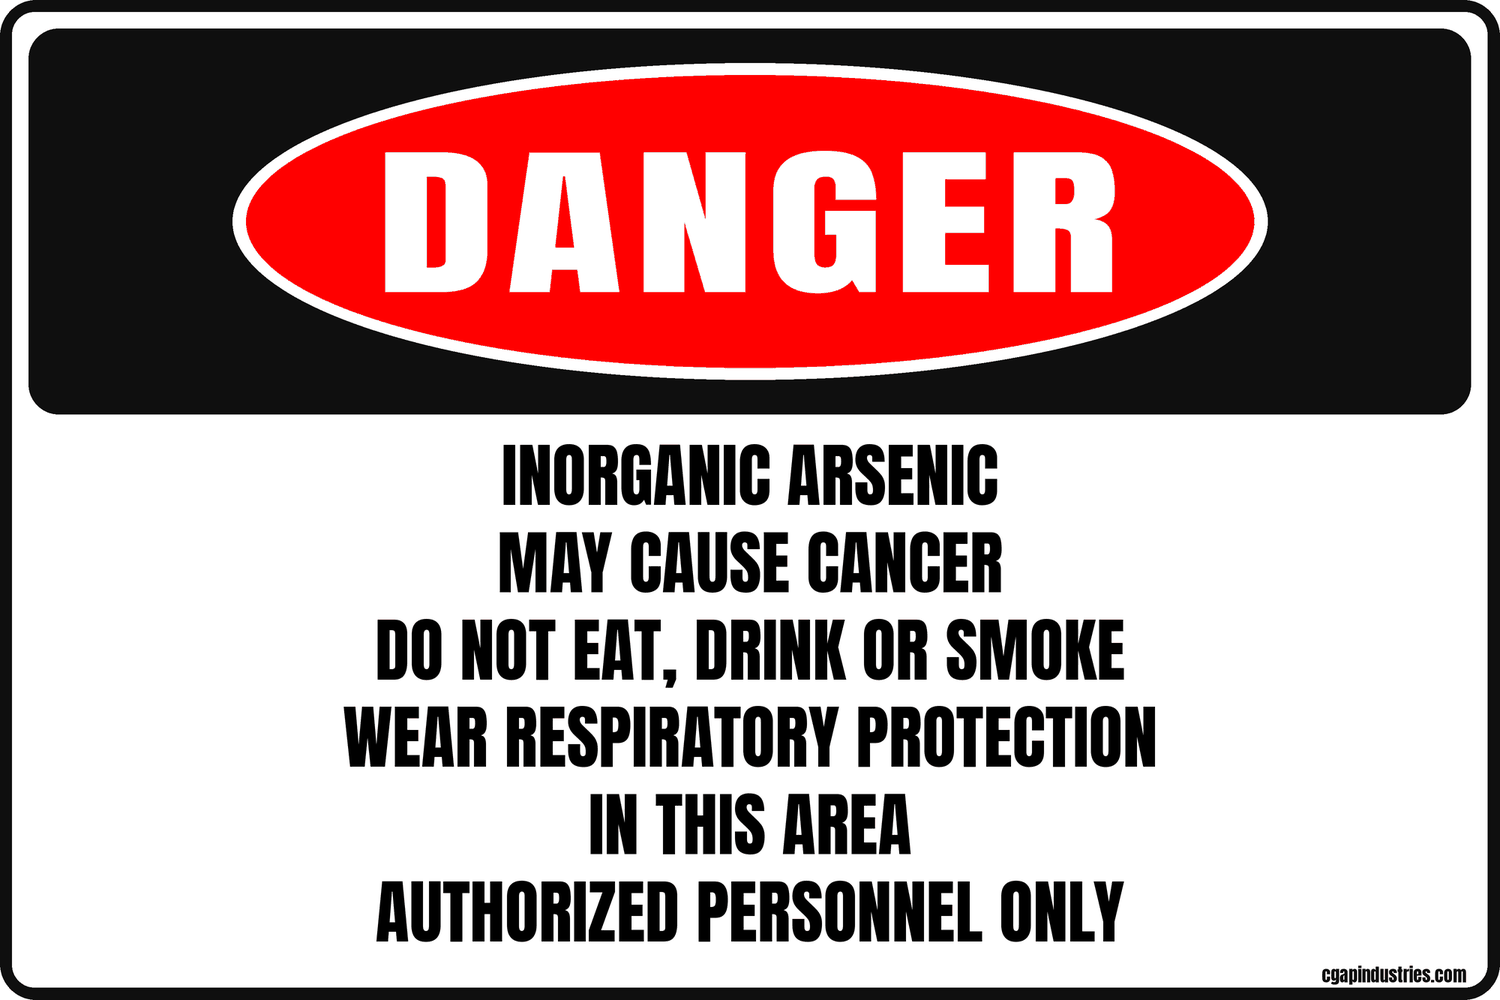 DANGER
INORGANIC ARSENIC
MAY CAUSE CANCER
DO NOT EAT, DRINK OR SMOKE
WEAR RESPIRATORY PROTECTION
IN THIS AREA
AUTHORIZED PERSONNEL ONLY
cgapindustries.com